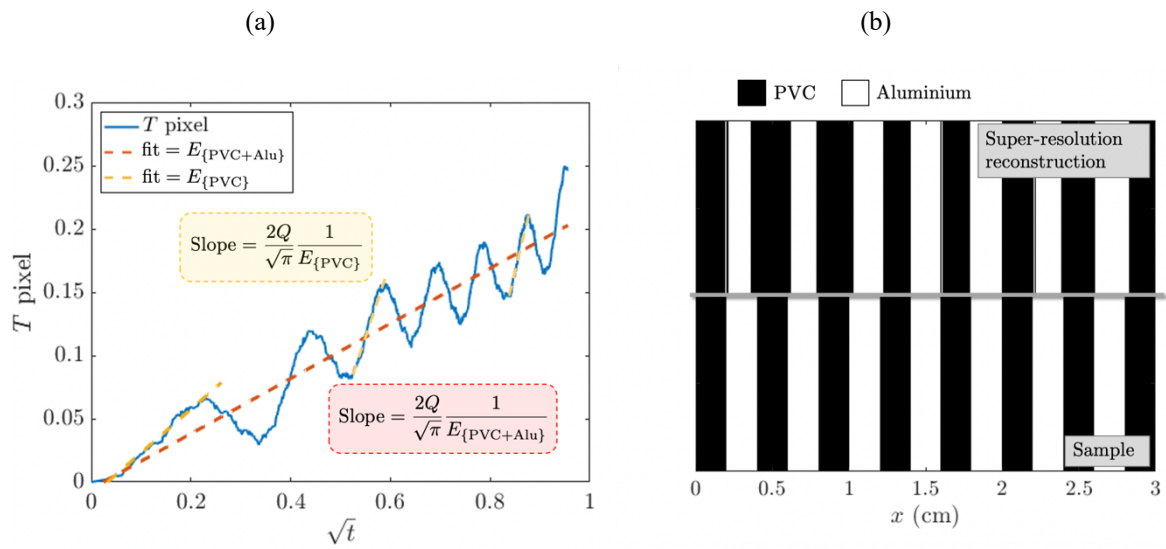 (a)
(b)
0.3
0.25
0.2
0.15
0.1
0.05
0
T pixel
T pixel
fit = E{PVC+Alu}
fit = E{PVC}
Slope = 2Q/√π 1/E{PVC}
Slope = 2Q/√π 1/E{PVC+Alu}
0 0.2 0.4 0.6 0.8 1
√t
PVC Aluminium
Super-resolution
reconstruction
Sample
0 0.5 1 1.5 2 2.5 3
x (cm)